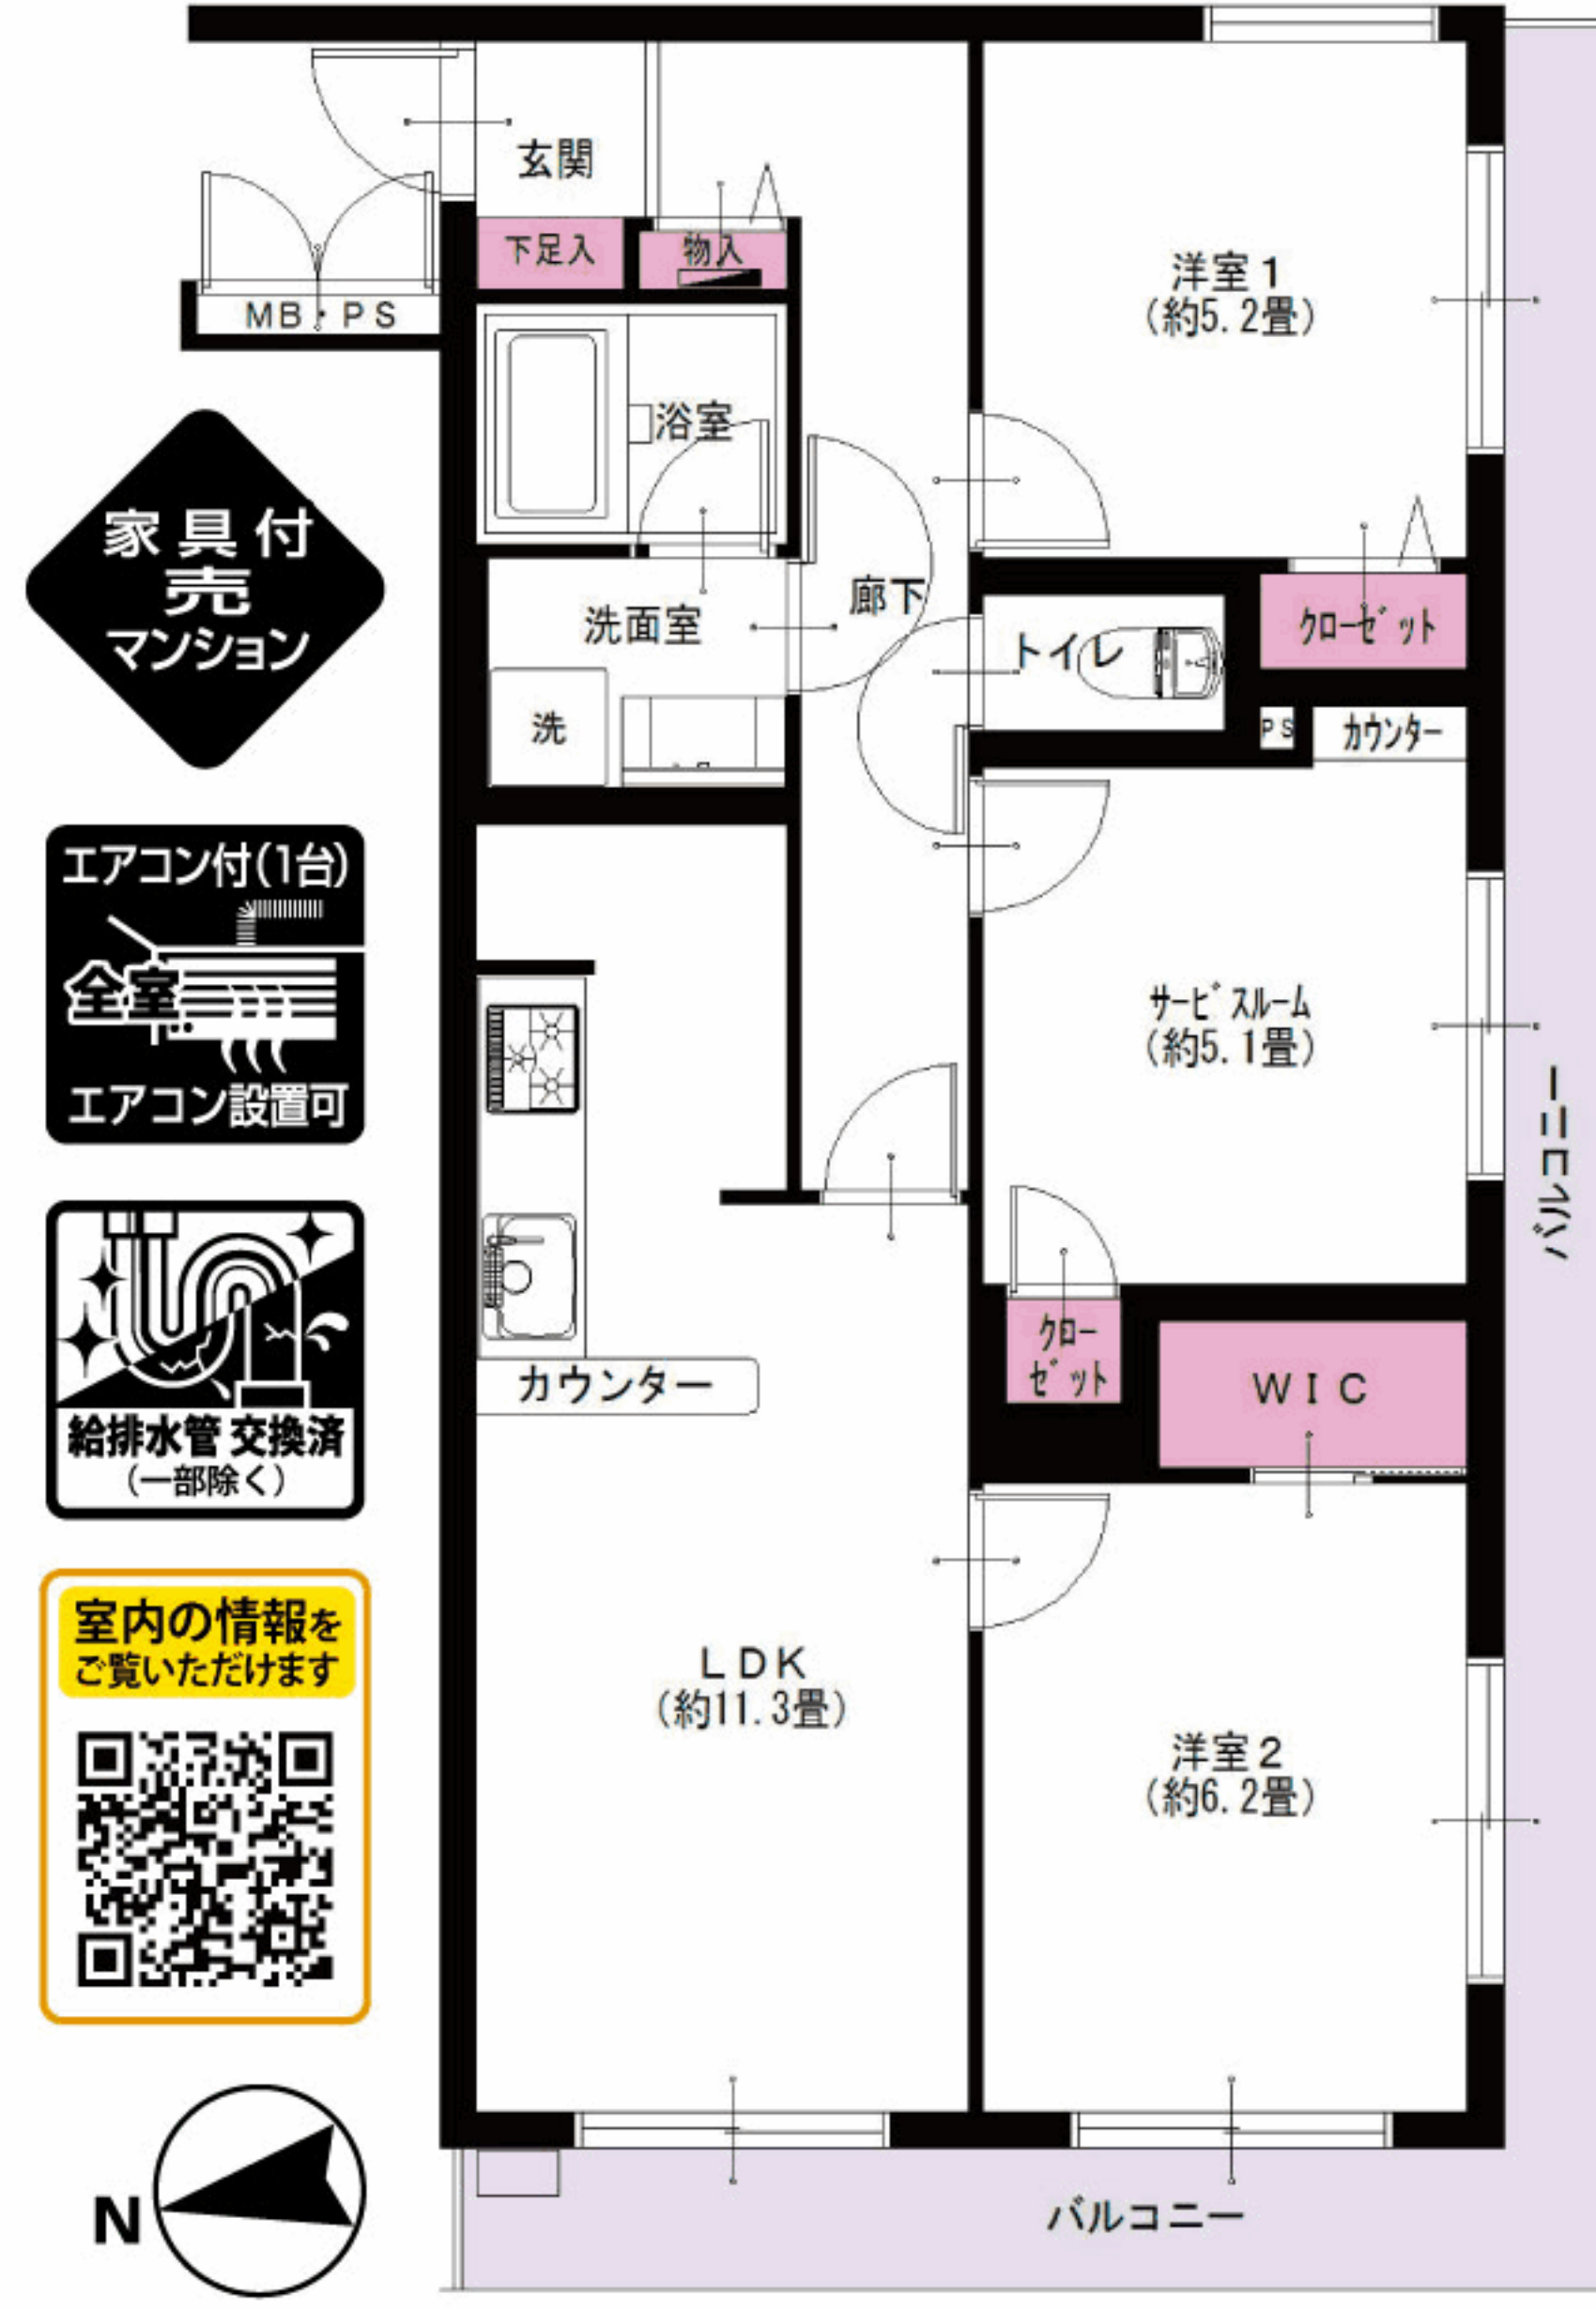 玄関
下足入
物入
MB・PS
浴室
洗面室
洗
廊下
トイレ
洋室1
(約5.2畳)
クローゼット
PS
カウンター
サービスルーム
(約5.1畳)
クロー
ゼット
WIC
カウンター
LDK
(約11.3畳)
洋室2
(約6.2畳)
バルコニー
バルコニー
家具付
売
マンション
エアコン付(1台)
全室
エアコン設置可
給排水管 交換済
(一部除く)
室内の情報を
ご覧いただけます
N